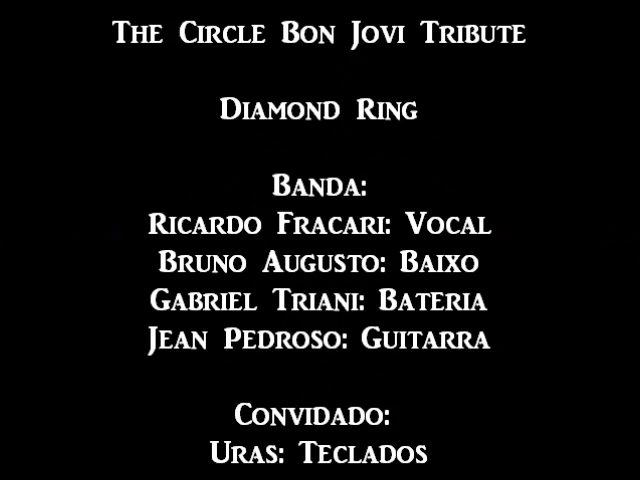 The Circle Bon Jovi Tribute
Diamond Ring
Banda:
Ricardo Fracari: Vocal
Bruno Augusto: Baixo
Gabriel Triani: Bateria
Jean Pedroso: Guitarra
Convidado:
Uras: Teclados